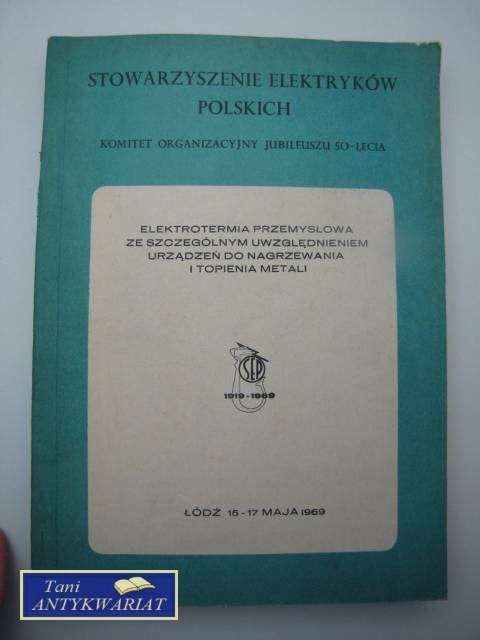 STOWARZYSZENIE ELEKTRYKÓW
POLSKICH
KOMITET ORGANIZACYJNY JUBILEUSZU 50-LECIA
ELEKTROTERMIA PRZEMYSŁOWA
ZE SZCZEGÓLNYM UWZGLĘDNIENIEM
URZĄDZEŃ DO NAGRZEWANIA
I TOPIENIA METALI
SEP
1919-1969
ŁÓDŹ 15-17 MAJA 1969
Tani
ANTYKWARIAT